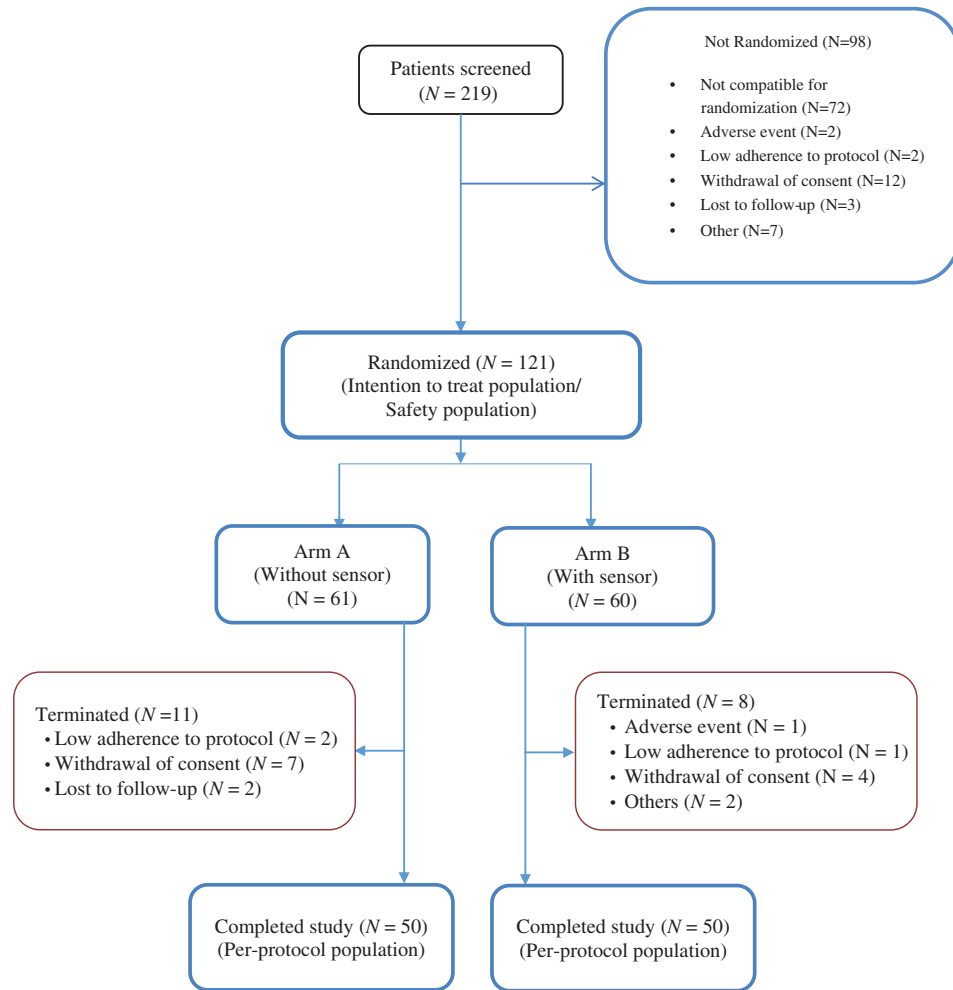 Patients screened
(N = 219)
Not Randomized (N=98)
• Not compatible for
randomization (N=72)
• Adverse event (N=2)
• Low adherence to protocol (N=2)
• Withdrawal of consent (N=12)
• Lost to follow-up (N=3)
• Other (N=7)
Randomized (N = 121)
(Intention to treat population/
Safety population)
Arm A
(Without sensor)
(N = 61)
Arm B
(With sensor)
(N = 60)
Terminated (N =11)
• Low adherence to protocol (N = 2)
• Withdrawal of consent (N = 7)
• Lost to follow-up (N = 2)
Terminated (N = 8)
• Adverse event (N = 1)
• Low adherence to protocol (N = 1)
• Withdrawal of consent (N = 4)
• Others (N = 2)
Completed study (N = 50)
(Per-protocol population)
Completed study (N = 50)
(Per-protocol population)